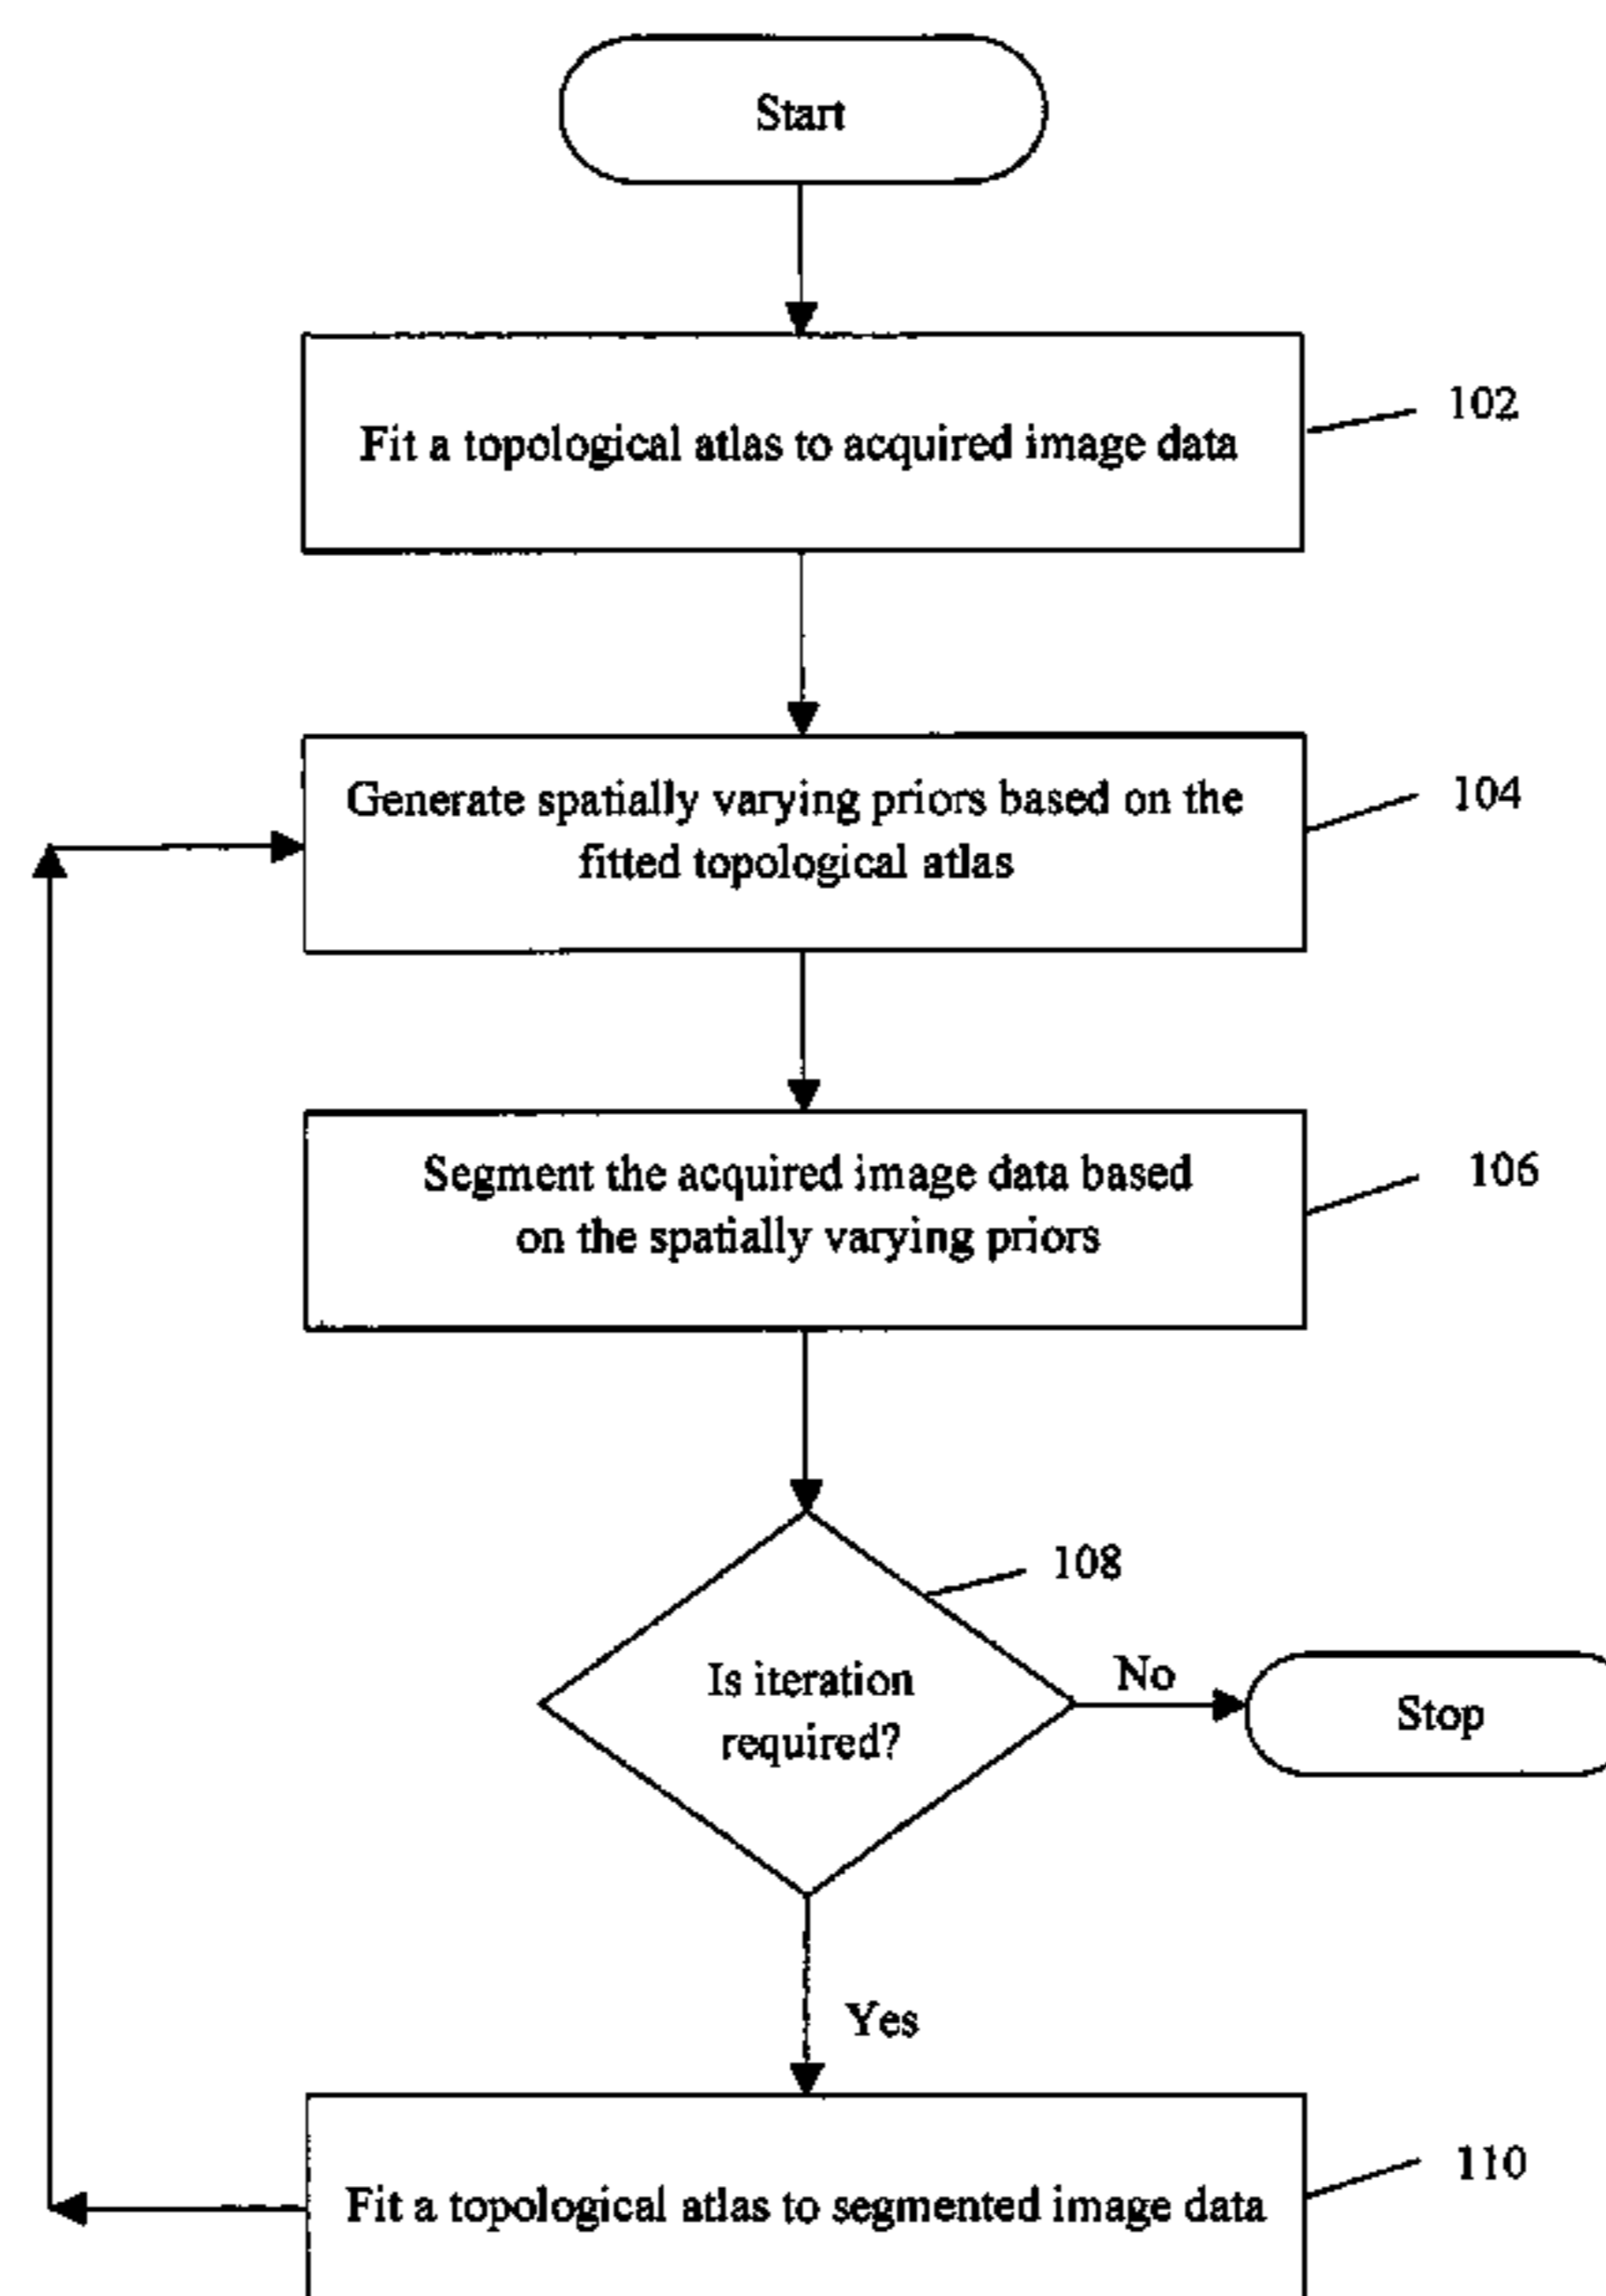 Start
Fit a topological atlas to acquired image data
102
Generate spatially varying priors based on the
fitted topological atlas
104
Segment the acquired image data based
on the spatially varying priors
106
108
Is iteration
required?
No
Stop
Yes
Fit a topological atlas to segmented image data
110